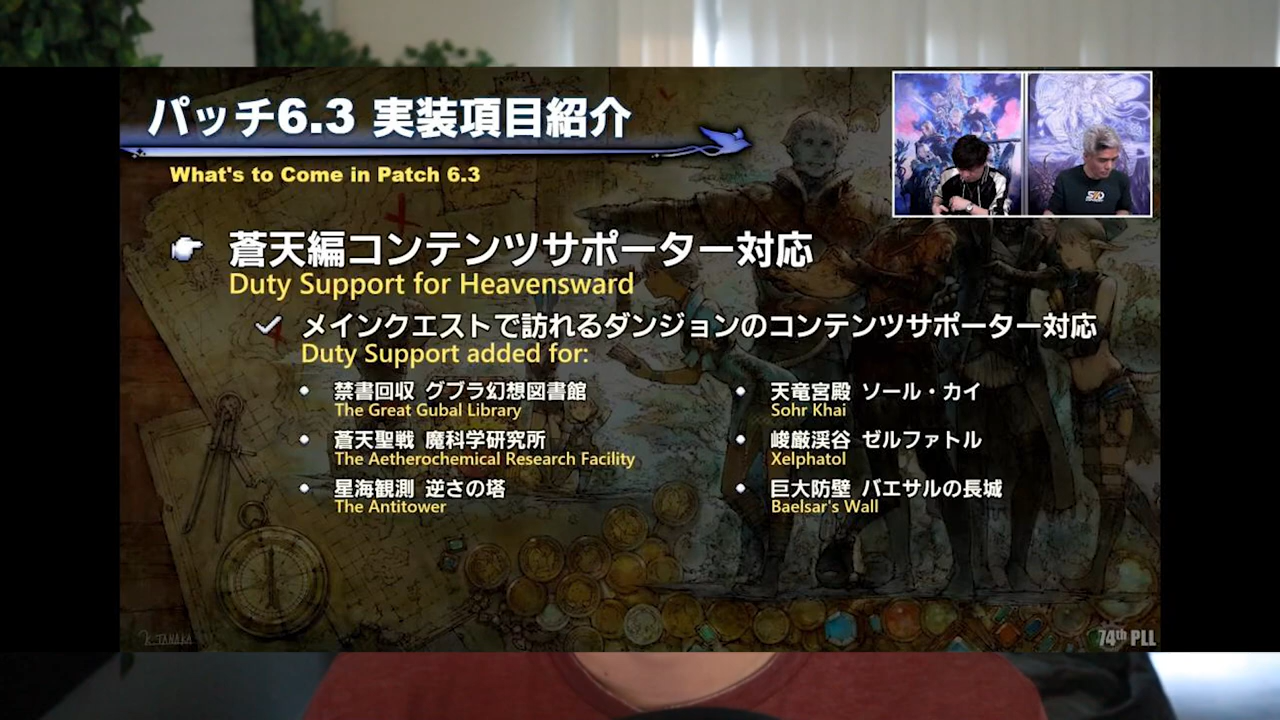 パッチ6.3 実装項目紹介
What's to Come in Patch 6.3
蒼天編コンテンツサポーター対応
Duty Support for Heavensward
メインクエストで訪れるダンジョンのコンテンツサポーター対応
Duty Support added for:
禁書回収 グブラ幻想図書館
The Great Gubal Library
蒼天聖戦 魔科学研究所
The Aetherochemical Research Facility
星海観測 逆さの塔
The Antitower
天竜宮殿 ソール・カイ
Sohr Khai
峻厳渓谷 ゼルファトル
Xelphatol
巨大防壁 バエサルの長城
Baelsar's Wall
K.TANAKA
74th PLL